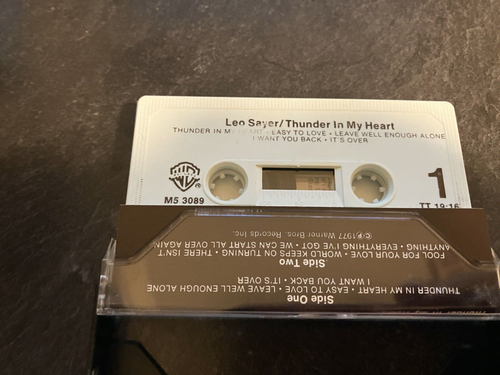 Leo Sayer/Thunder In My Heart
THUNDER IN MY HEART • EASY TO LOVE • LEAVE WELL ENOUGH ALONE
I WANT YOU BACK • IT'S OVER
M5 3089
1
TT 19:16
Side One
THUNDER IN MY HEART • EASY TO LOVE • LEAVE WELL ENOUGH ALONE
I WANT YOU BACK • IT'S OVER
Side Two
FOOL FOR YOUR LOVE • WORLD KEEPS ON TURNING • THERE ISN'T
ANYTHING • EVERYTHING I'VE GOT • WE CAN START ALL OVER AGAIN
©℗1977 Warner Bros. Records Inc.